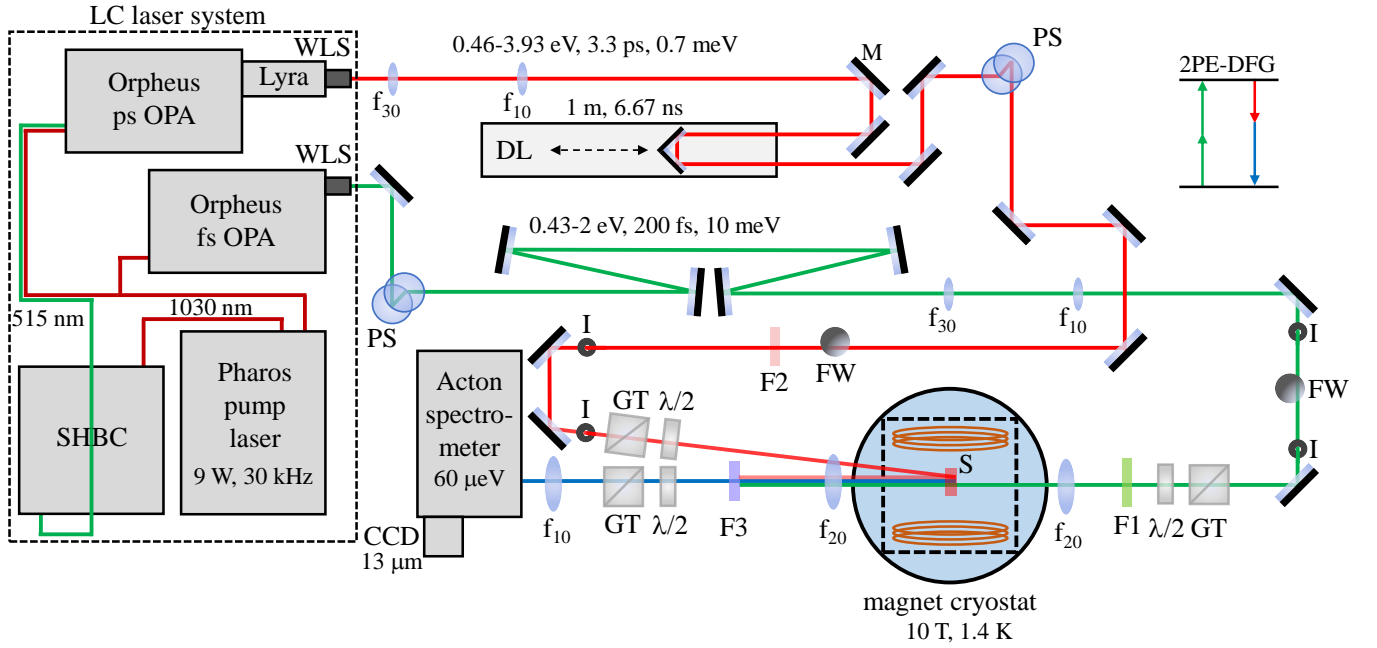 LC laser system
WLS
Orpheus
ps OPA
Lyra
0.46-3.93 eV, 3.3 ps, 0.7 meV
f30
f10
M
PS
2PE-DFG
1 m, 6.67 ns
DL
WLS
Orpheus
fs OPA
0.43-2 eV, 200 fs, 10 meV
PS
f30
f10
515 nm
1030 nm
SHBC
Pharos
pump
laser
9 W, 30 kHz
I
F2
FW
I
FW
I
Acton
spectro-
meter
60 μeV
CCD
13 μm
I
GT
λ/2
f10
GT
λ/2
F3
f20
S
f20
F1
λ/2
GT
magnet cryostat
10 T, 1.4 K